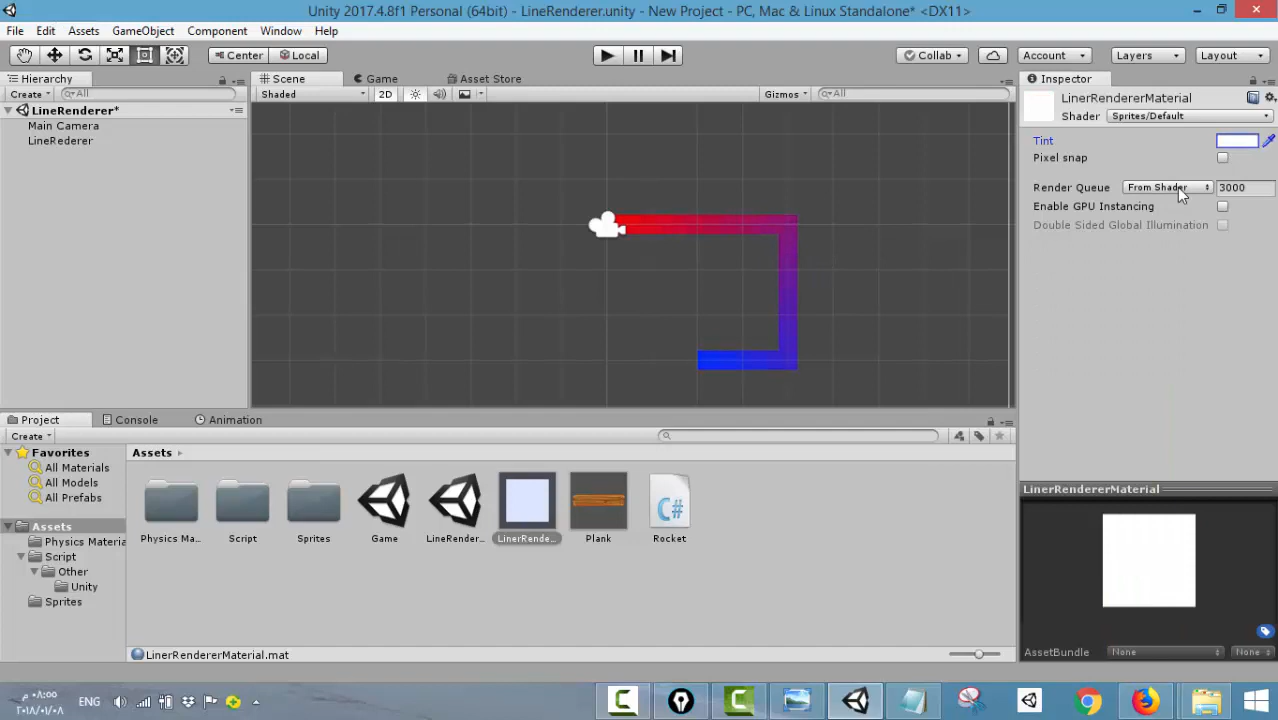 Unity 2017.4.8f1 Personal (64bit) - LineRenderer.unity - New Project - PC, Mac & Linux Standalone* <DX11>
File Edit Assets GameObject Component Window Help
Center Local Collab Account Layers Layout
Hierarchy Scene Game Asset Store Inspector
Create All Shaded 2D Gizmos All
LinerRendererMaterial
Shader Sprites/Default
LineRenderer*
Main Camera
LineRederer
Tint
Pixel snap
Render Queue From Shader 3000
Enable GPU Instancing
Double Sided Global Illumination
Project Console Animation
Create
Favorites
All Materials
All Models
All Prefabs
Assets
Physics Materia
Script
Other
Unity
Sprites
Assets
Physics Ma... Script Sprites Game LineRender... LinerRende... Plank Rocket
C#
LinerRendererMaterial.mat
LinerRendererMaterial
AssetBundle None None
ENG
٠٨:٠٠ م
٢٠١٨/٠١/٠٨